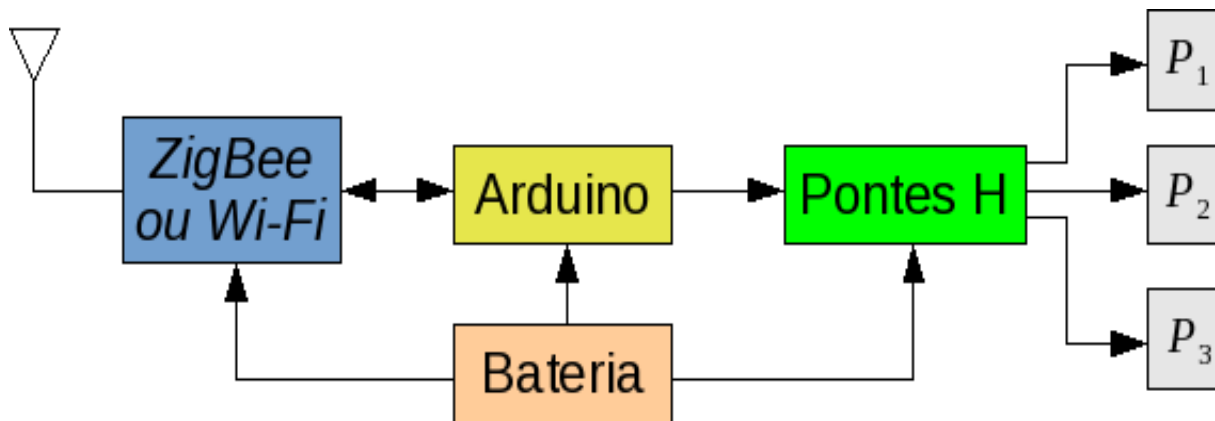 ZigBee
ou Wi-Fi
Arduino
Pontes H
Bateria
P1
P2
P3